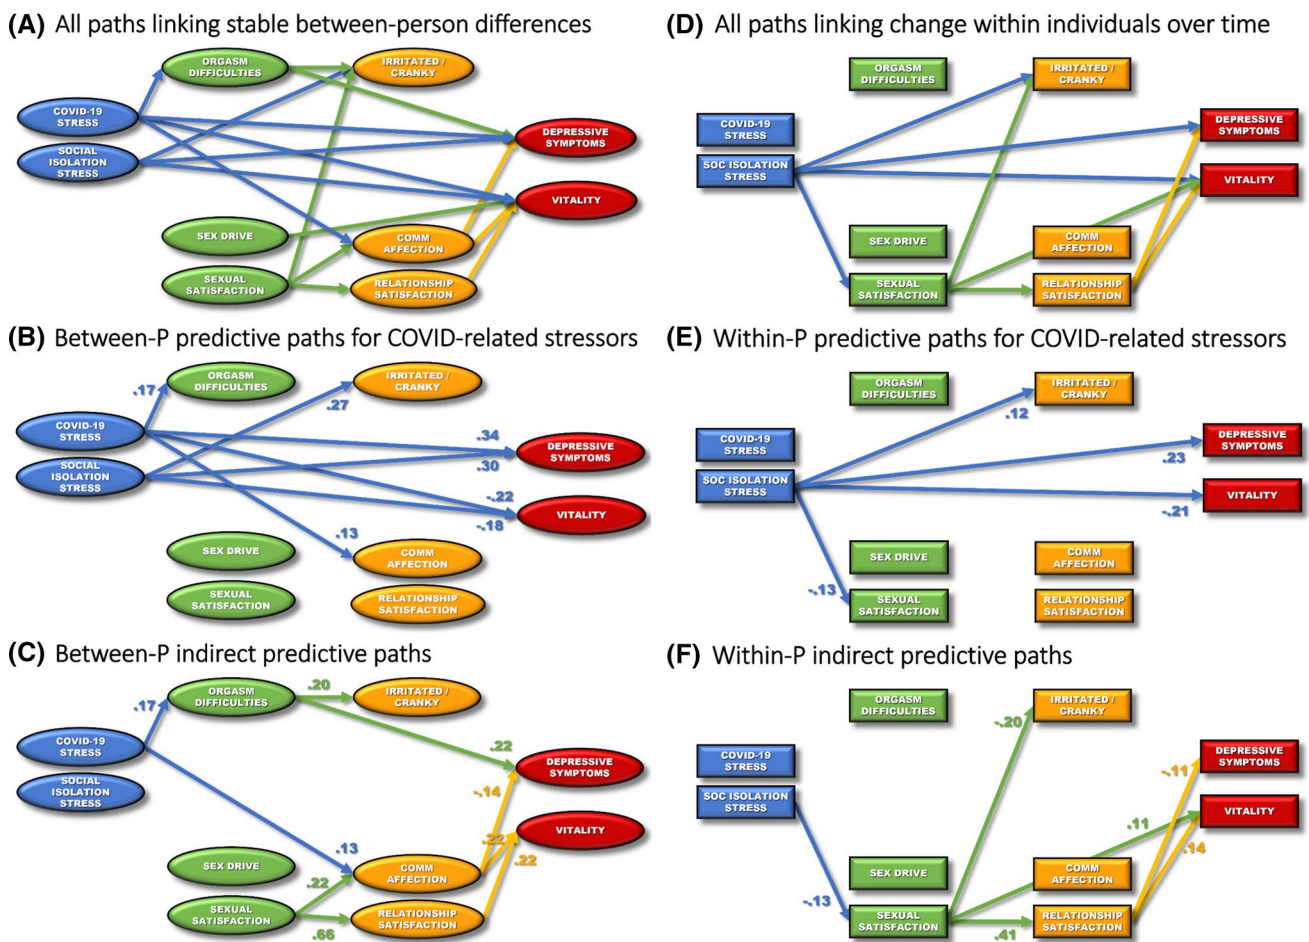 (A) All paths linking stable between-person differences
ORGASM
DIFFICULTIES
IRRITATED /
CRANKY
COVID-19
STRESS
SOCIAL
ISOLATION
STRESS
DEPRESSIVE
SYMPTOMS
VITALITY
SEX DRIVE
COMM
AFFECTION
SEXUAL
SATISFACTION
RELATIONSHIP
SATISFACTION
(D) All paths linking change within individuals over time
ORGASM
DIFFICULTIES
IRRITATED /
CRANKY
COVID-19
STRESS
SOC ISOLATION
STRESS
DEPRESSIVE
SYMPTOMS
VITALITY
SEX DRIVE
COMM
AFFECTION
SEXUAL
SATISFACTION
RELATIONSHIP
SATISFACTION
(B) Between-P predictive paths for COVID-related stressors
.17
ORGASM
DIFFICULTIES
IRRITATED /
CRANKY
.27
COVID-19
STRESS
SOCIAL
ISOLATION
STRESS
.34
.30
DEPRESSIVE
SYMPTOMS
-.22
-.18
VITALITY
.13
SEX DRIVE
COMM
AFFECTION
SEXUAL
SATISFACTION
RELATIONSHIP
SATISFACTION
(E) Within-P predictive paths for COVID-related stressors
ORGASM
DIFFICULTIES
IRRITATED /
CRANKY
.12
COVID-19
STRESS
SOC ISOLATION
STRESS
DEPRESSIVE
SYMPTOMS
.23
VITALITY
-.21
SEX DRIVE
COMM
AFFECTION
-.13
SEXUAL
SATISFACTION
RELATIONSHIP
SATISFACTION
(C) Between-P indirect predictive paths
.17
ORGASM
DIFFICULTIES
.20
IRRITATED /
CRANKY
COVID-19
STRESS
SOCIAL
ISOLATION
STRESS
.22
DEPRESSIVE
SYMPTOMS
-.14
VITALITY
.22
.22
.13
SEX DRIVE
COMM
AFFECTION
.22
SEXUAL
SATISFACTION
.66
RELATIONSHIP
SATISFACTION
(F) Within-P indirect predictive paths
ORGASM
DIFFICULTIES
-.20
IRRITATED /
CRANKY
COVID-19
STRESS
SOC ISOLATION
STRESS
DEPRESSIVE
SYMPTOMS
-.11
VITALITY
.11
.14
SEX DRIVE
COMM
AFFECTION
-.13
SEXUAL
SATISFACTION
.41
RELATIONSHIP
SATISFACTION